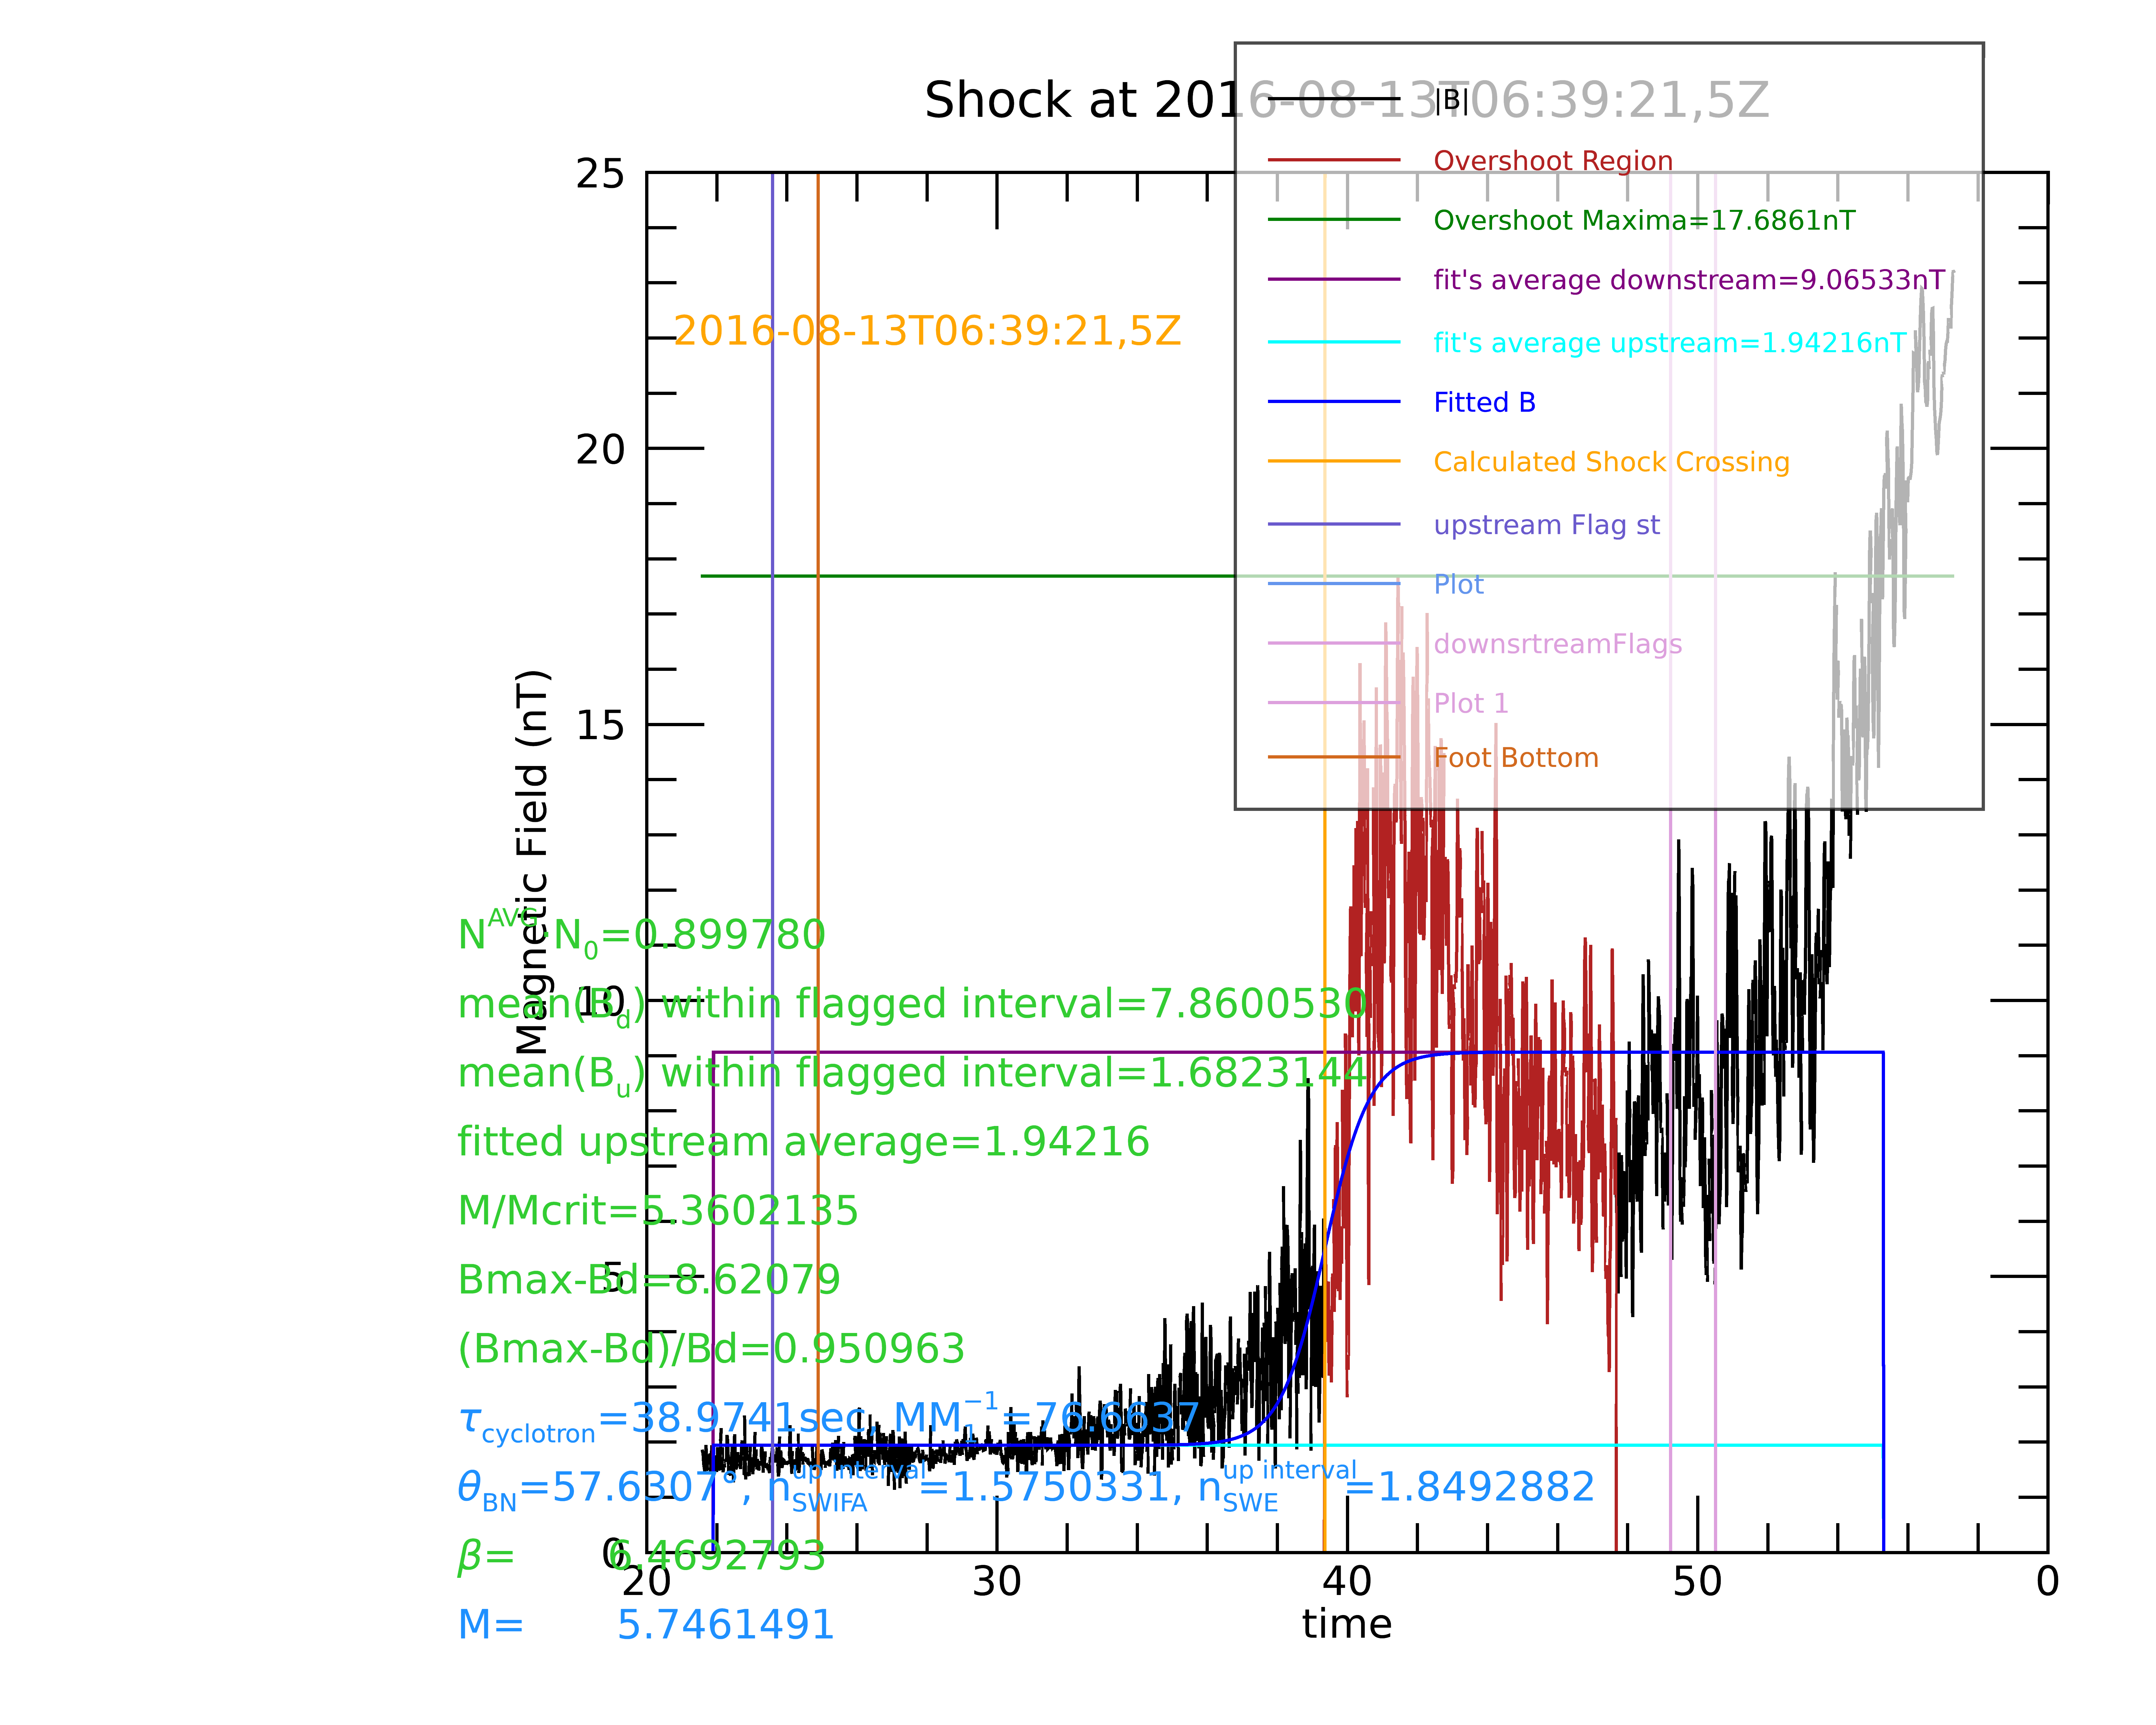 Shock at 2016-08-13T06:39:21,5Z
|B|
Overshoot Region
Overshoot Maxima=17.6861nT
fit's average downstream=9.06533nT
fit's average upstream=1.94216nT
Fitted B
Calculated Shock Crossing
upstream Flag st
Plot
downsrtreamFlags
Plot 1
Foot Bottom
2016-08-13T06:39:21,5Z
25
20
15
10
5
0
Magnetic Field (nT)
N^AVG·N_0=0.899780
mean(B_d) within flagged interval=7.8600530
mean(B_u) within flagged interval=1.6823144
fitted upstream average=1.94216
M/Mcrit=5.3602135
Bmax-Bd=8.62079
(Bmax-Bd)/Bd=0.950963
τ_cyclotron=38.9741sec, MM_1^−1=76.6637
θ_BN=57.6307°, n_SWIFA^up interval=1.5750331, n_SWE^up interval=1.8492882
β= 6.4692793
M= 5.7461491
20 30 40 50 0
time